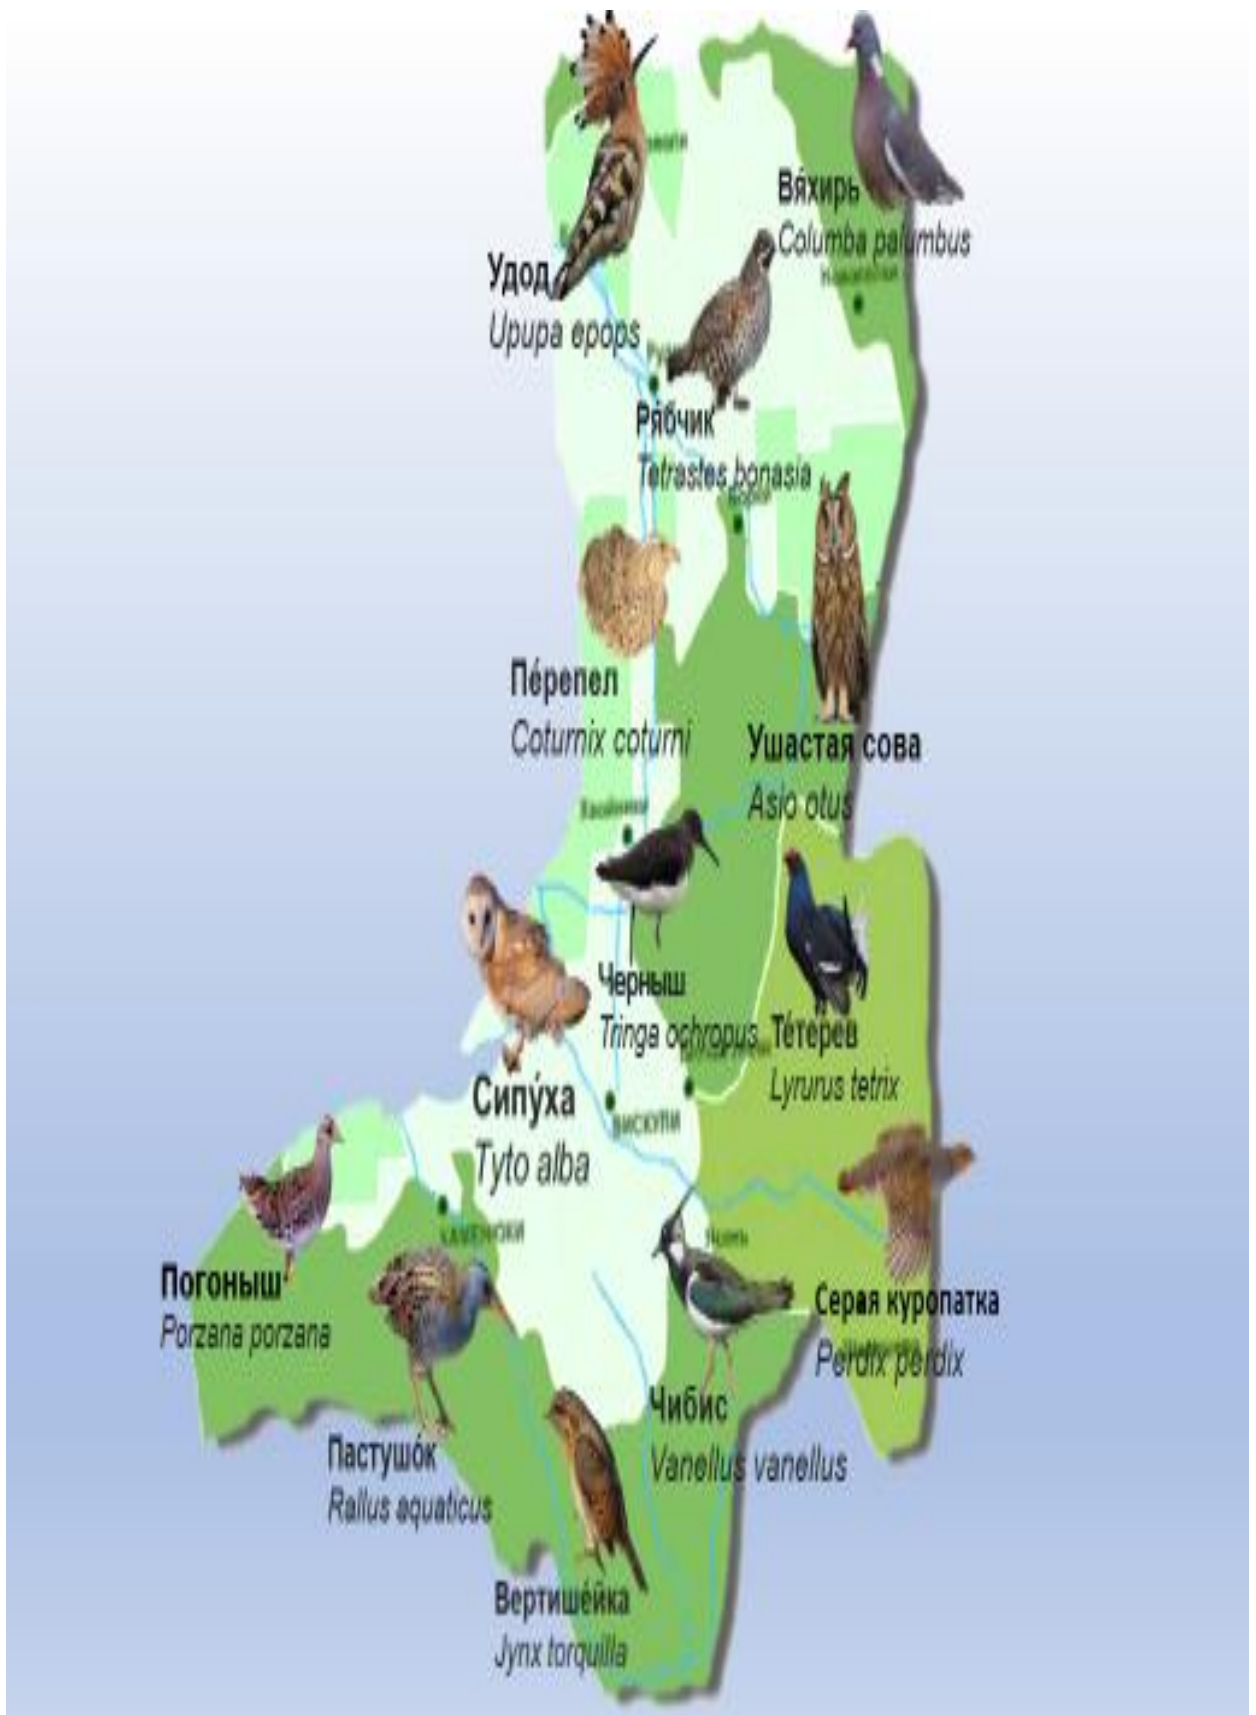 Вя́хирь
Columba palumbus
Удод
Upupa epops
Ря́бчик
Tetrastes bonasia
Пе́репел
Coturnix coturni
Ушастая сова
Asio otus
Черныш
Tringa ochropus
Те́терев
Lyrurus tetrix
Сипу́ха
Tyto alba
ВИСКУПИ
КАМЕНЮКИ
Погоныш
Porzana porzana
Серая куропатка
Perdix perdix
Чибис
Vanellus vanellus
Пастушо́к
Rallus aquaticus
Вертише́йка
Jynx torquilla